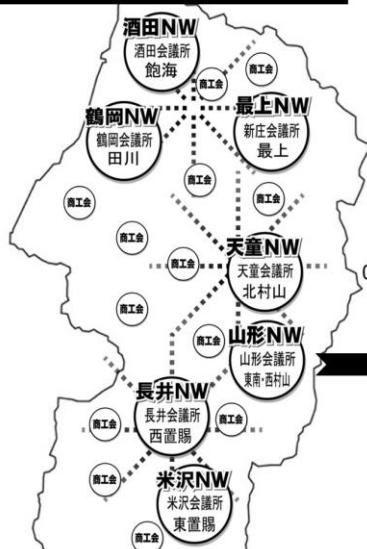 酒田NW
酒田会議所
飽海
商工会
商工会
鶴岡NW
鶴岡会議所
田川
最上NW
新庄会議所
最上
商工会
商工会
商工会
商工会
商工会
天童NW
天童会議所
北村山
商工会
商工会
山形NW
山形会議所
東南・西村山
長井NW
長井会議所
西置賜
商工会
商工会
商工会
米沢NW
米沢会議所
東置賜
商工会